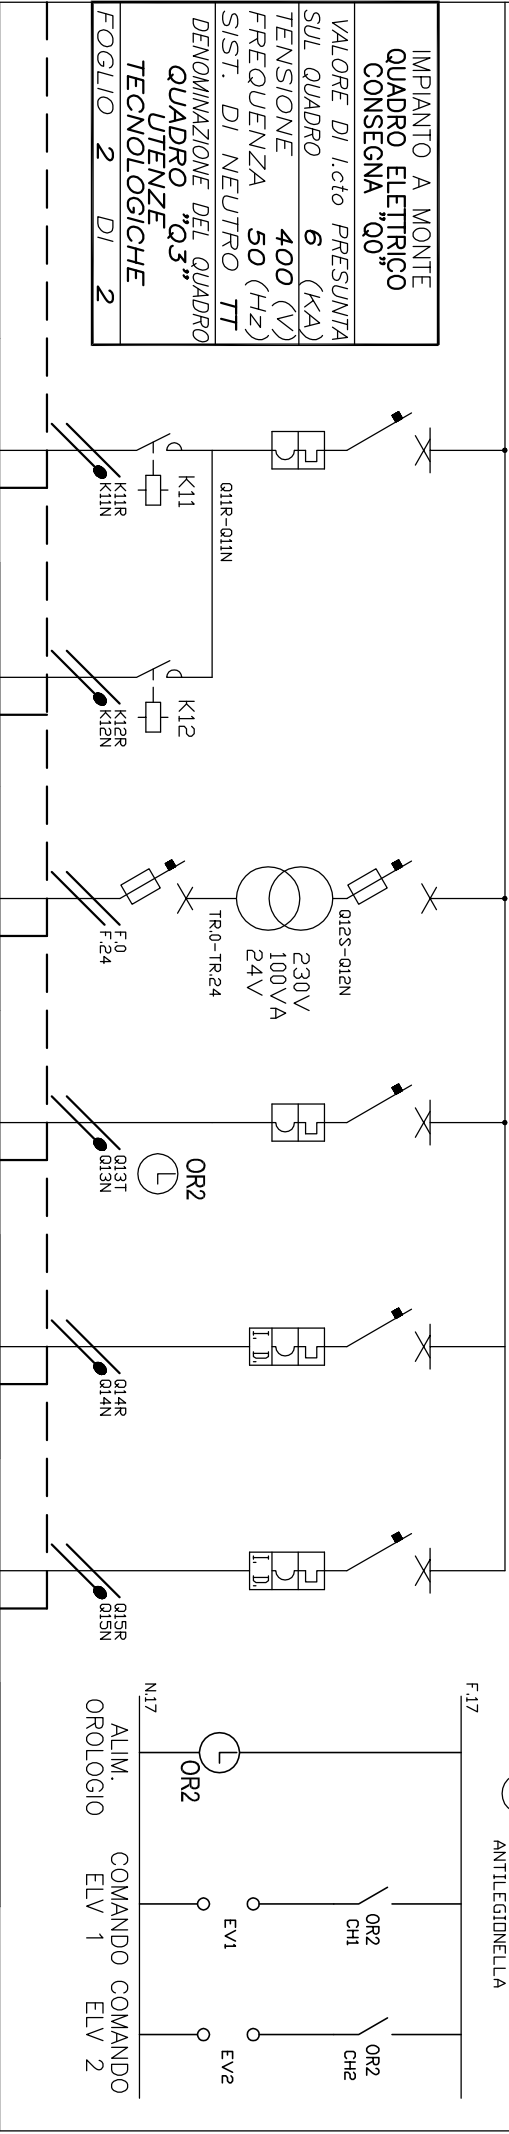 IMPIANTO A MONTE
QUADRO ELETTRICO
CONSEGNA "Q0"
VALORE DI I.cto PRESUNTA
SUL QUADRO 6 (KA)
TENSIONE 400 (V)
FREQUENZA 50 (Hz)
SIST. DI NEUTRO TT
DENOMINAZIONE DEL QUADRO
QUADRO "Q3"
UTENZE
TECNOLOGICHE
FOGLIO 2 DI 2
Q11R-Q11N
K11
K11R
K11N
K12
K12R
K12N
Q12S-Q12N
230V
100VA
24V
TR.0-TR.24
F.0
F.24
OR2
Q13T
Q13N
I. D.
Q14R
Q14N
I. D.
Q15R
Q15N
ANTILEGIONELLA
F.17
OR2
CH1
OR2
CH2
EV1
EV2
OR2
N.17
ALIM.
OROLOGIO
COMANDO
ELV 1
COMANDO
ELV 2